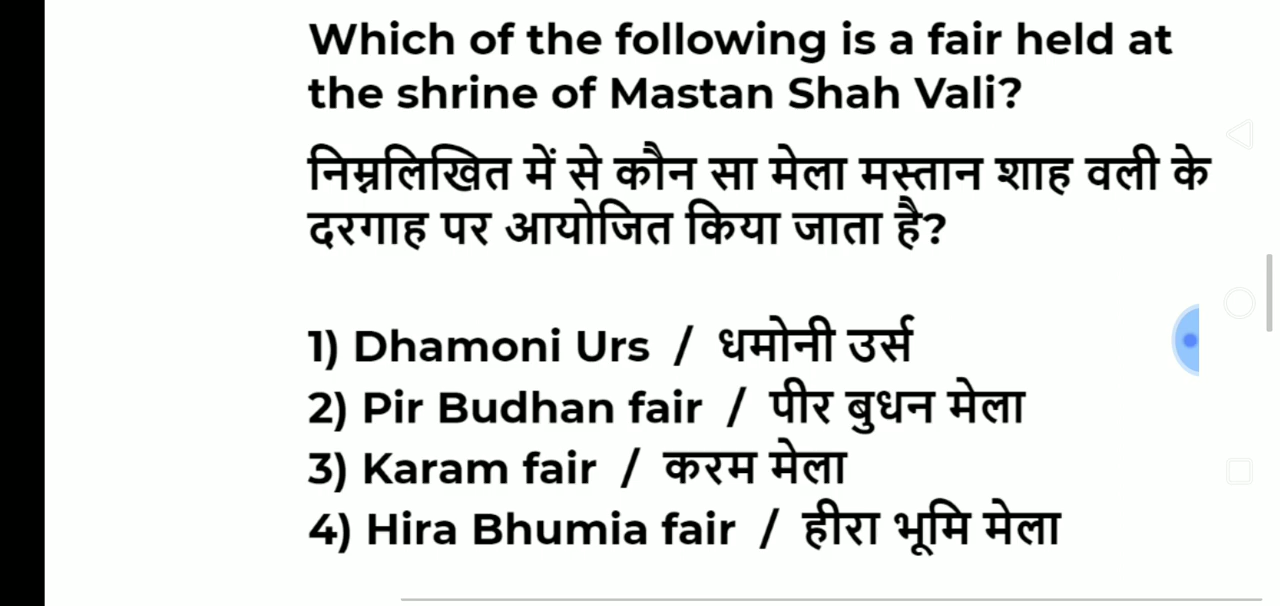 Which of the following is a fair held at
the shrine of Mastan Shah Vali?
निम्नलिखित में से कौन सा मेला मस्तान शाह वली के
दरगाह पर आयोजित किया जाता है?
1) Dhamoni Urs / धमोनी उर्स
2) Pir Budhan fair / पीर बुधन मेला
3) Karam fair / करम मेला
4) Hira Bhumia fair / हीरा भूमि मेला